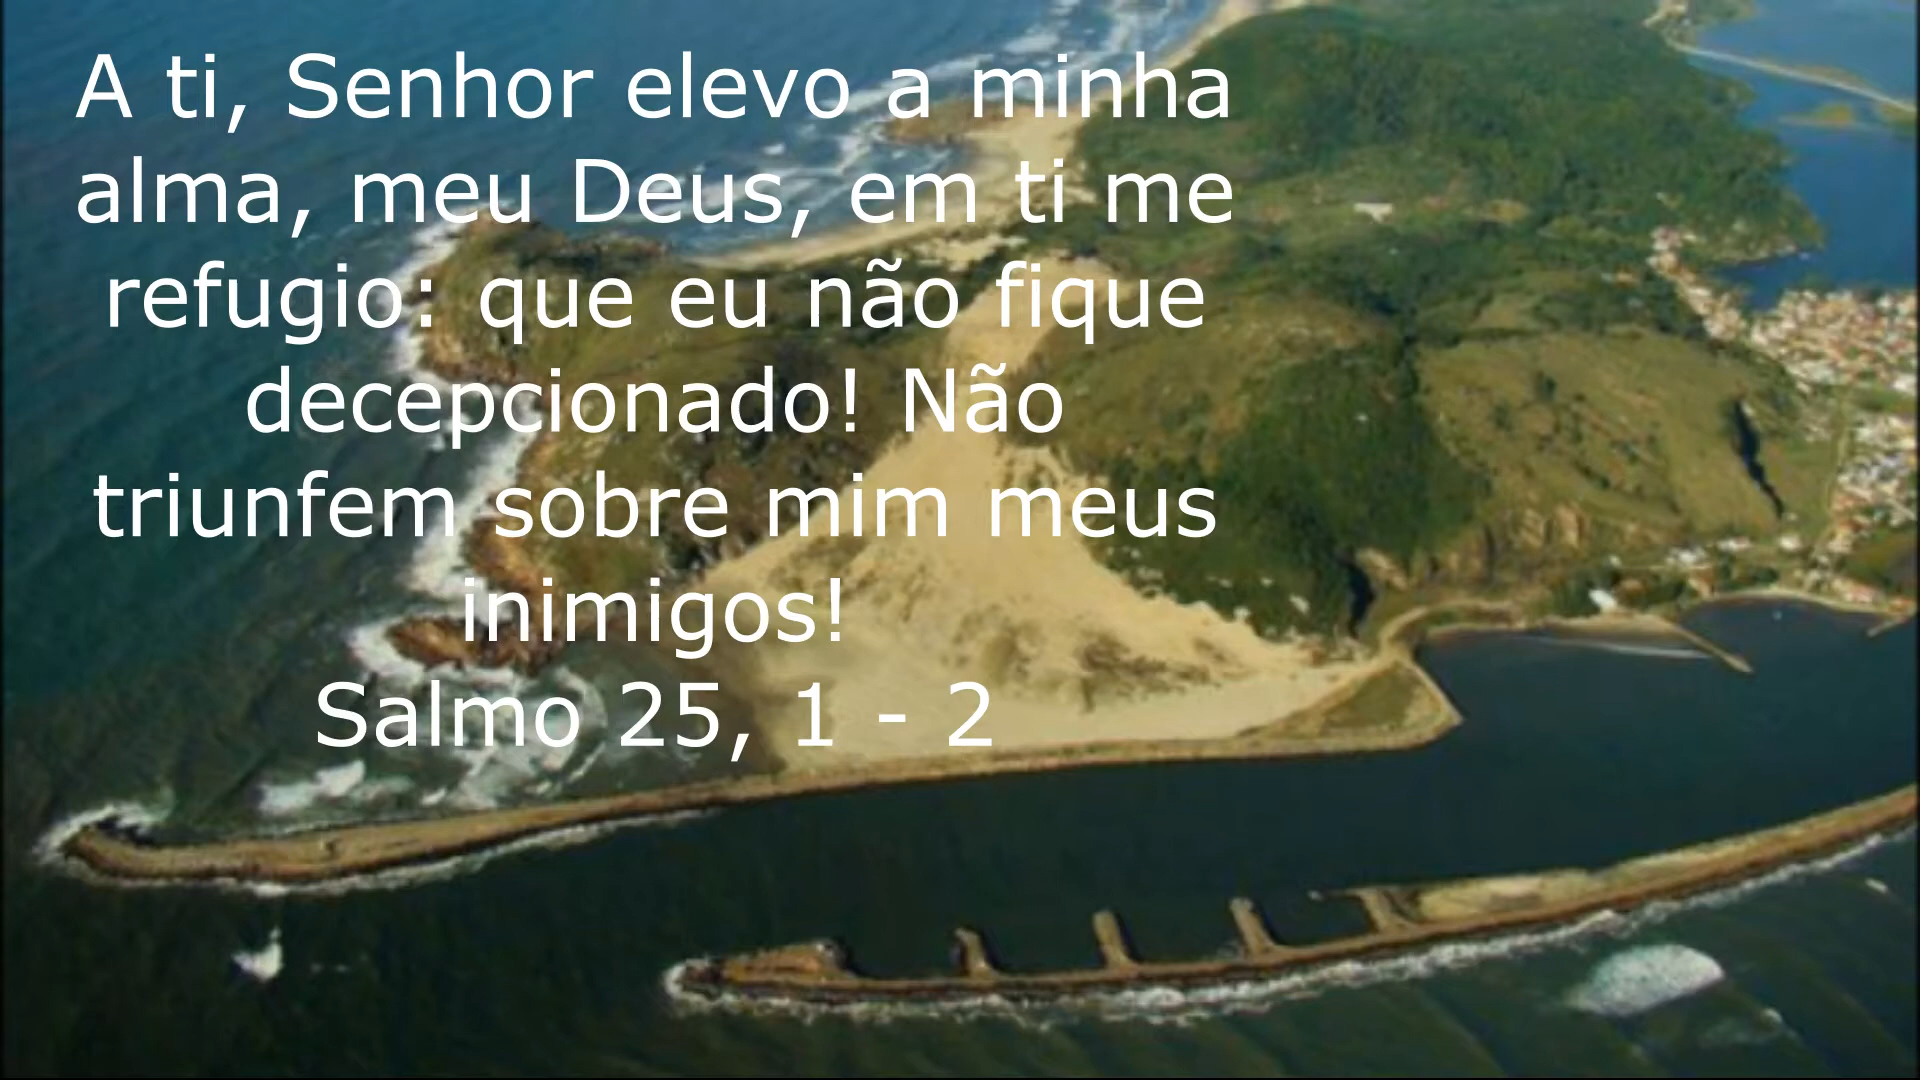 A ti, Senhor elevo a minha
alma, meu Deus, em ti me
refugio: que eu não fique
decepcionado! Não
triunfem sobre mim meus
inimigos!
Salmo 25, 1 - 2